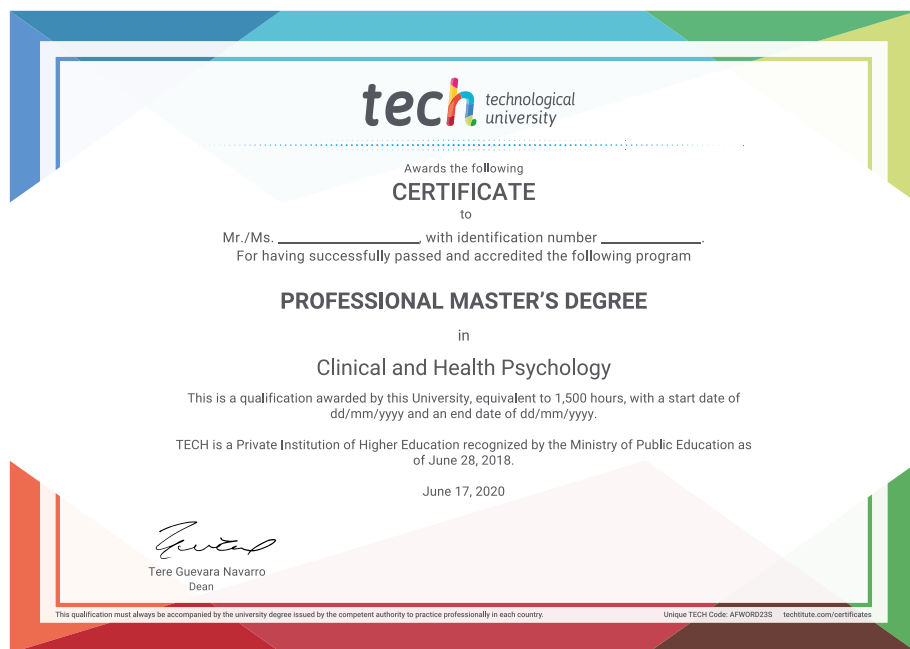 tech technological
university
Awards the following
CERTIFICATE
to
Mr./Ms. ________________, with identification number _____________.
For having successfully passed and accredited the following program
PROFESSIONAL MASTER'S DEGREE
in
Clinical and Health Psychology
This is a qualification awarded by this University, equivalent to 1,500 hours, with a start date of
dd/mm/yyyy and an end date of dd/mm/yyyy.
TECH is a Private Institution of Higher Education recognized by the Ministry of Public Education as
of June 28, 2018.
June 17, 2020
Tere Guevara Navarro
Dean
This qualification must always be accompanied by the university degree issued by the competent authority to practice professionally in each country.
Unique TECH Code: AFWORD23S techtitute.com/certificates